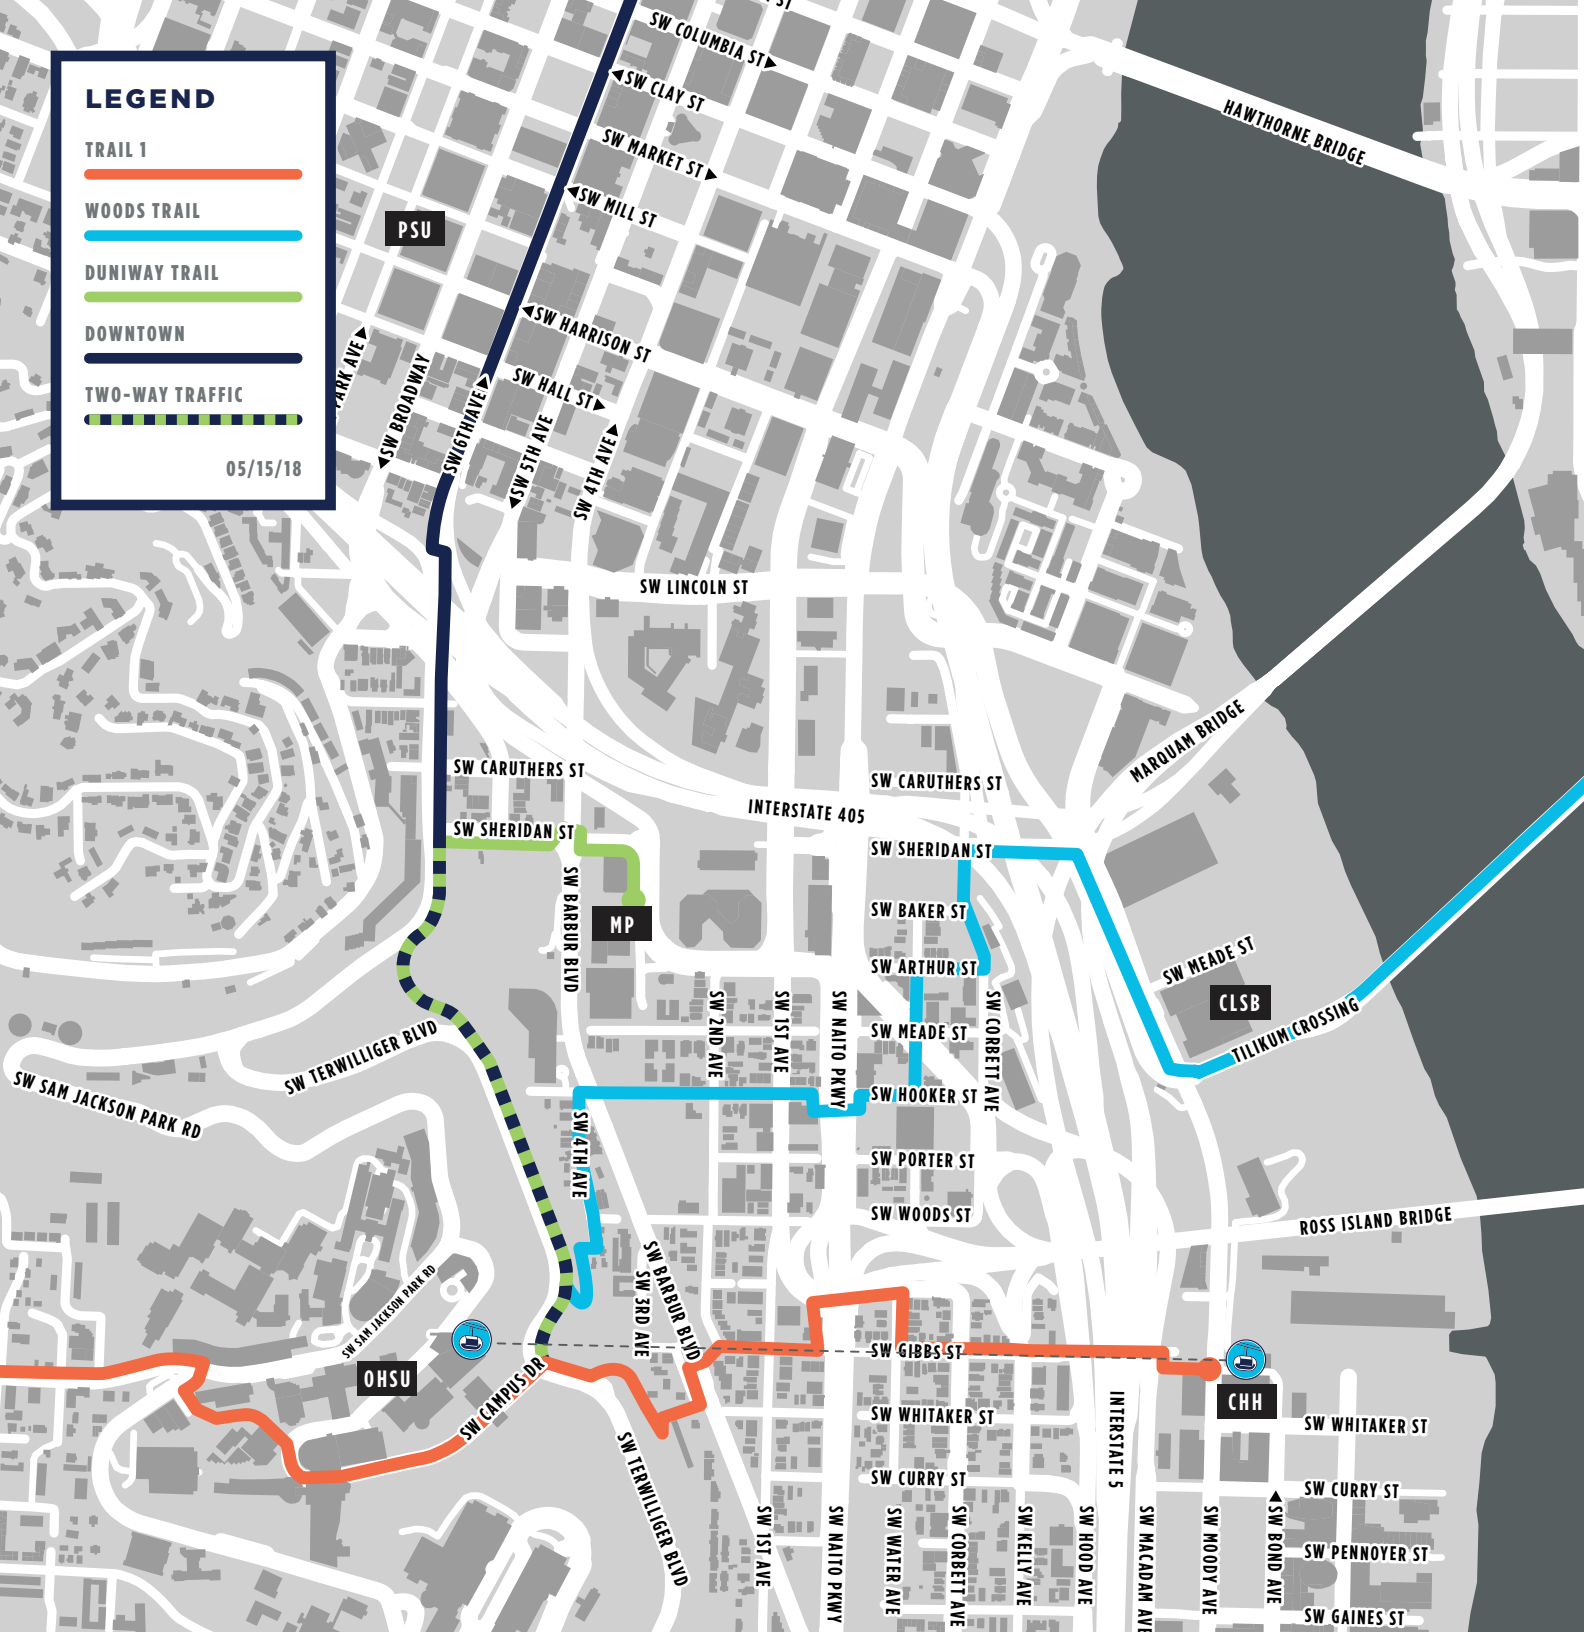 SW COLUMBIA ST
SW CLAY ST
SW MARKET ST
SW MILL ST
HAWTHORNE BRIDGE
LEGEND
TRAIL 1
WOODS TRAIL
DUNIWAY TRAIL
DOWNTOWN
TWO-WAY TRAFFIC
05/15/18
PSU
SW HARRISON ST
SW HALL ST
PARK AVE
SW BROADWAY
SW 6TH AVE
SW 5TH AVE
SW 4TH AVE
SW LINCOLN ST
MARQUAM BRIDGE
SW CARUTHERS ST
SW CARUTHERS ST
INTERSTATE 405
SW SHERIDAN ST
SW SHERIDAN ST
SW BARBUR BLVD
MP
SW BAKER ST
SW ARTHUR ST
SW MEADE ST
CLSB
TILIKUM CROSSING
SW 2ND AVE
SW 1ST AVE
SW NAITO PKWY
SW MEADE ST
SW CORBETT AVE
SW TERWILLIGER BLVD
SW SAM JACKSON PARK RD
SW HOOKER ST
SW 4TH AVE
SW PORTER ST
SW WOODS ST
ROSS ISLAND BRIDGE
SW BARBUR BLVD
SW 3RD AVE
SW SAM JACKSON PARK RD
OHSU
SW CAMPUS DR
SW GIBBS ST
CHH
SW WHITAKER ST
INTERSTATE 5
SW WHITAKER ST
SW TERWILLIGER BLVD
SW CURRY ST
SW CURRY ST
SW 1ST AVE
SW NAITO PKWY
SW WATER AVE
SW CORBETT AVE
SW KELLY AVE
SW HOOD AVE
SW MACADAM AVE
SW MOODY AVE
SW BOND AVE
SW PENNOYER ST
SW GAINES ST